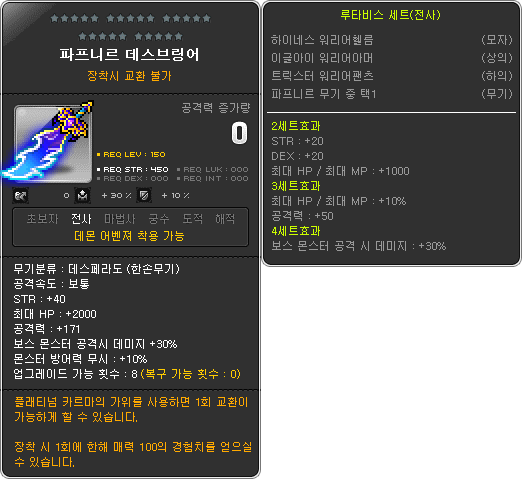 파프니르 데스브링어
장착시 교환 불가
공격력 증가량
0
REQ LEV : 150
REQ STR : 450
REQ LUK : 000
REQ DEX : 000
REQ INT : 000
0
+ 30 %
+ 10 %
초보자 전사 마법사 궁수 도적 해적
데몬 어벤져 착용 가능
무기분류 : 데스페라도 (한손무기)
공격속도 : 보통
STR : +40
최대 HP : +2000
공격력 : +171
보스 몬스터 공격시 데미지 +30%
몬스터 방어력 무시 : +10%
업그레이드 가능 횟수 : 8 (복구 가능 횟수 : 0)
플래티넘 카르마의 가위를 사용하면 1회 교환이
가능하게 할 수 있습니다.
장착 시 1회에 한해 매력 100의 경험치를 얻으실
수 있습니다.
루타비스 세트(전사)
하이네스 워리어헬름 (모자)
이글아이 워리어아머 (상의)
트릭스터 워리어팬츠 (하의)
파프니르 무기 중 택1 (무기)
2세트효과
STR : +20
DEX : +20
최대 HP / 최대 MP : +1000
3세트효과
최대 HP / 최대 MP : +10%
공격력 : +50
4세트효과
보스 몬스터 공격 시 데미지 : +30%